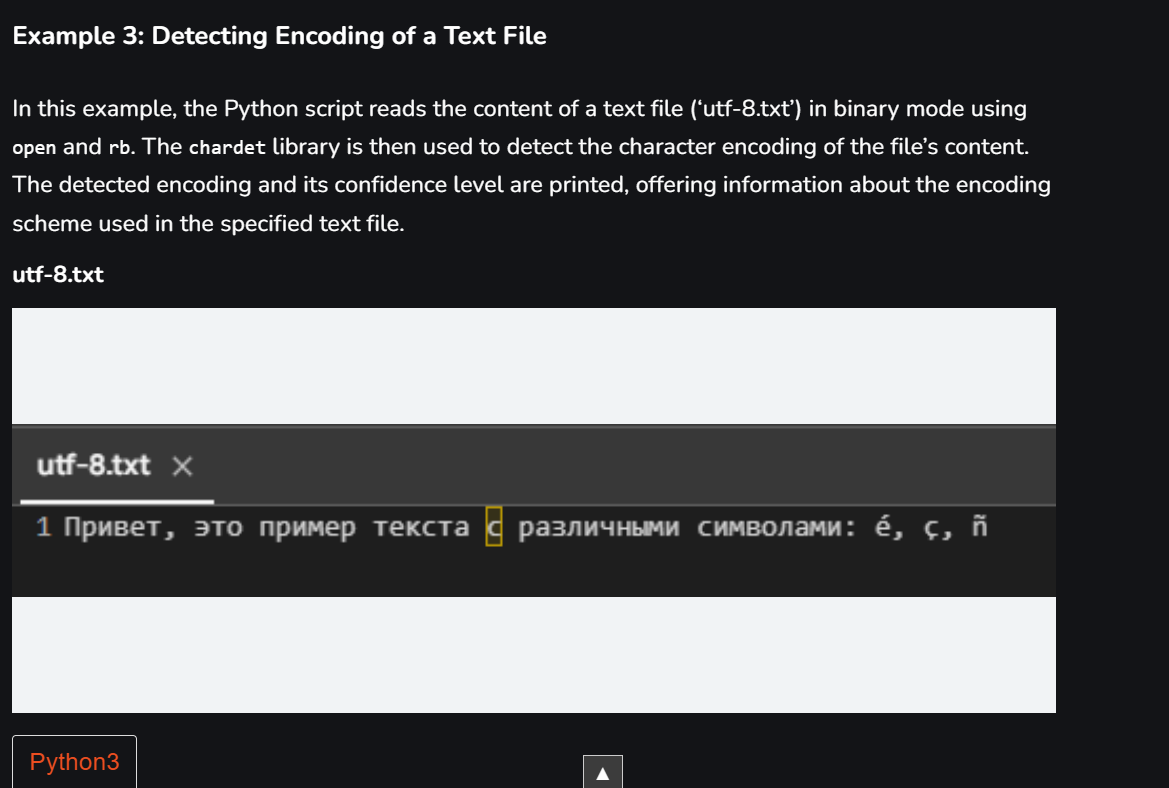 Example 3: Detecting Encoding of a Text File
In this example, the Python script reads the content of a text file (‘utf-8.txt’) in binary mode using
open and rb. The chardet library is then used to detect the character encoding of the file’s content.
The detected encoding and its confidence level are printed, offering information about the encoding
scheme used in the specified text file.
utf-8.txt
utf-8.txt ×
1 Привет, это пример текста с различными символами: é, ç, ñ
Python3
▲